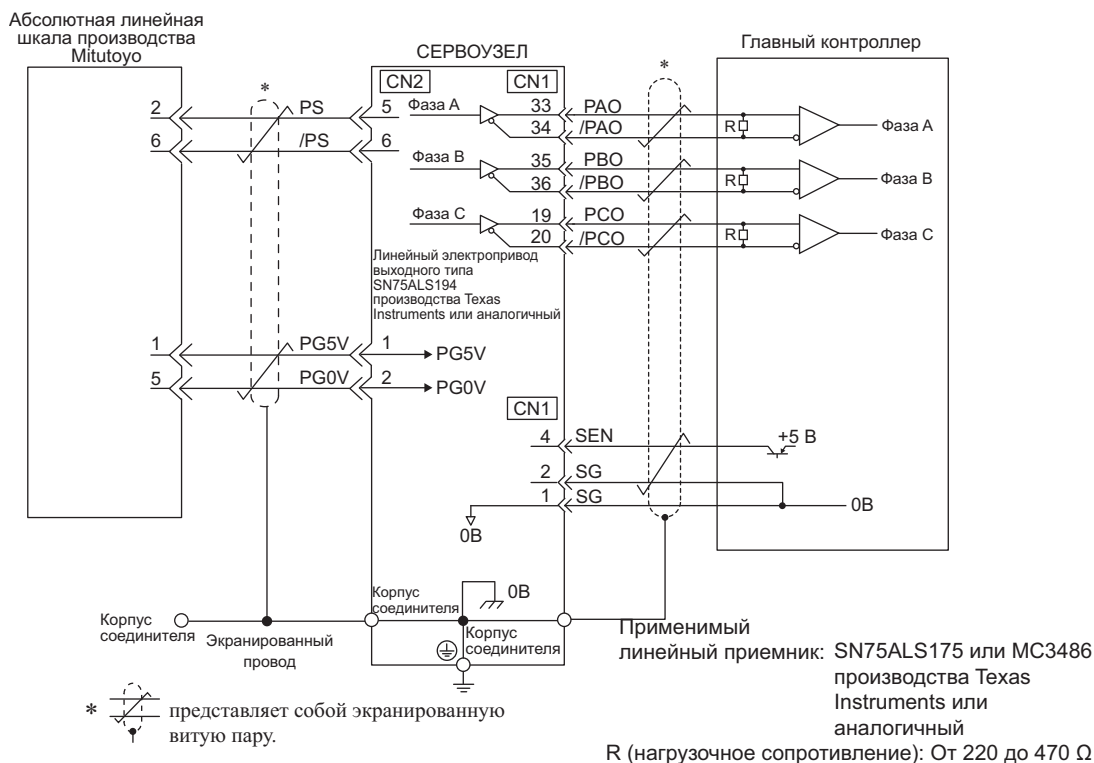 Абсолютная линейная
шкала производства
Mitutoyo
СЕРВОУЗЕЛ
Главный контроллер
*
*
CN2
CN1
2
PS
5
Фаза A
33
PAO
34
/PAO
R
Фаза A
6
/PS
6
Фаза B
35
PBO
36
/PBO
R
Фаза B
Фаза C
19
PCO
20
/PCO
R
Фаза C
Линейный электропривод
выходного типа
SN75ALS194
производства Texas
Instruments или аналогичный
1
PG5V
1
PG5V
5
PG0V
2
PG0V
CN1
4
SEN
+5 В
2
SG
1
SG
0В
0В
Корпус
соединителя
0В
Корпус
соединителя
Экранированный
провод
Корпус
соединителя
Применимый
линейный приемник: SN75ALS175 или MC3486
производства Texas
Instruments или
аналогичный
* представляет собой экранированную
витую пару.
R (нагрузочное сопротивление): От 220 до 470 Ω